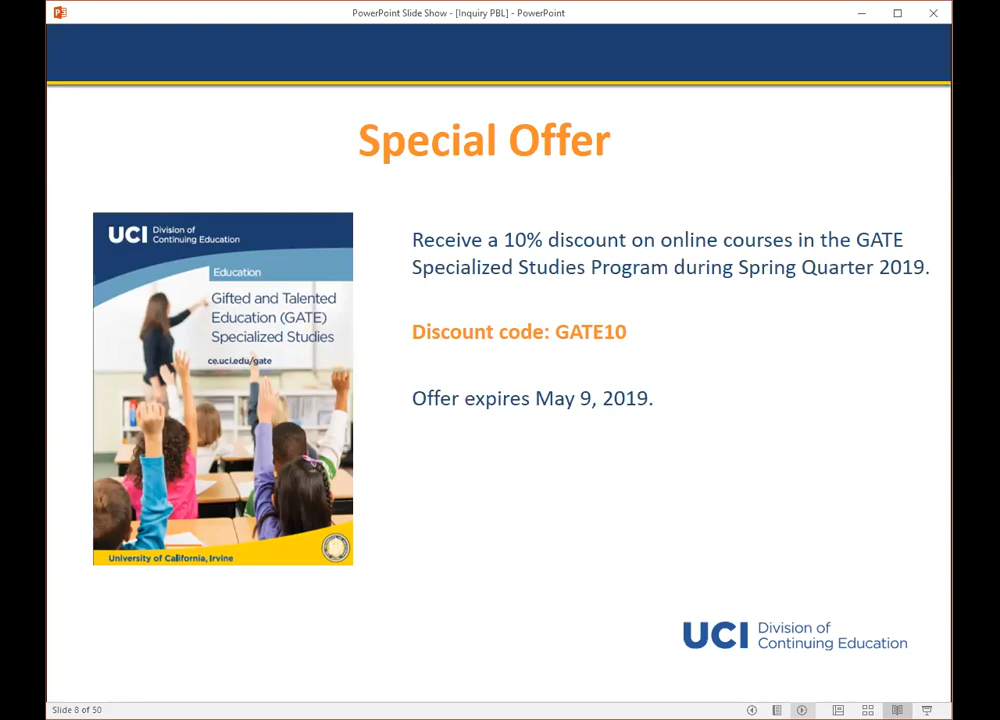 PowerPoint Slide Show - [Inquiry PBL] - PowerPoint
Special Offer
UCI Division of
Continuing Education
Education
Gifted and Talented
Education (GATE)
Specialized Studies
ce.uci.edu/gate
University of California, Irvine
Receive a 10% discount on online courses in the GATE
Specialized Studies Program during Spring Quarter 2019.
Discount code: GATE10
Offer expires May 9, 2019.
UCI Division of
Continuing Education
Slide 8 of 50